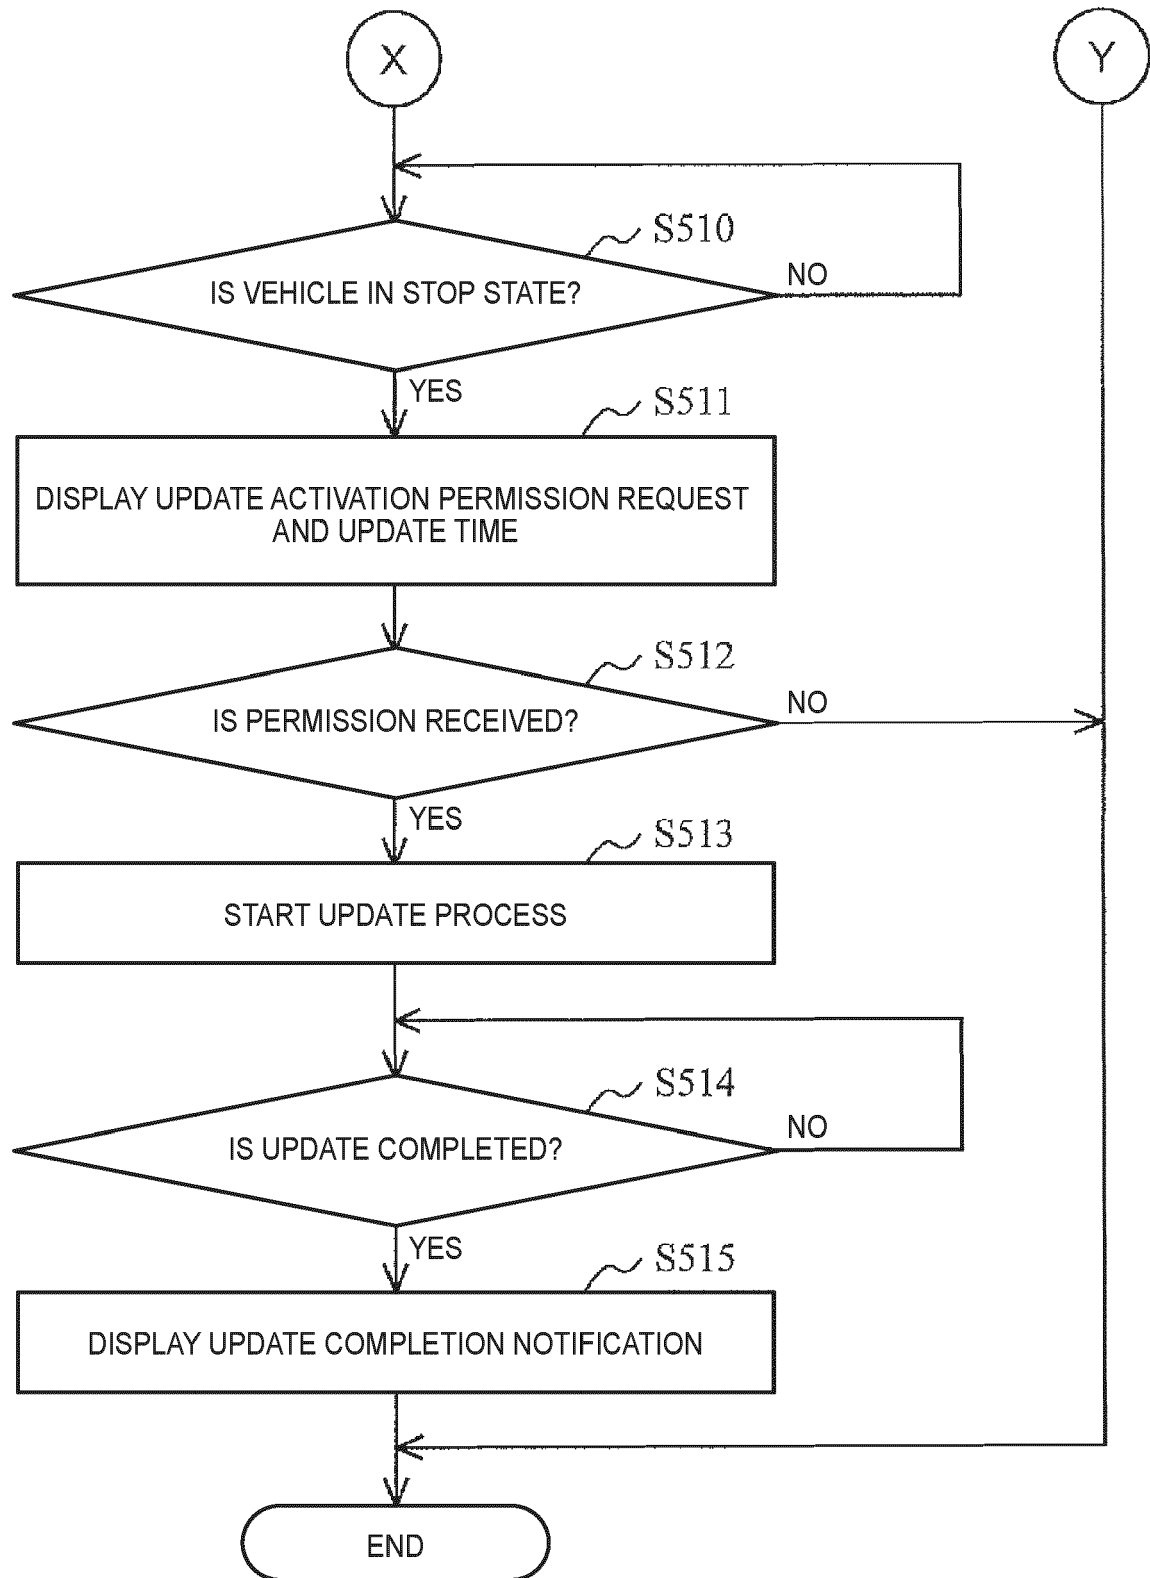 X
Y
S510
IS VEHICLE IN STOP STATE?
NO
YES
S511
DISPLAY UPDATE ACTIVATION PERMISSION REQUEST
AND UPDATE TIME
S512
IS PERMISSION RECEIVED?
NO
YES
S513
START UPDATE PROCESS
S514
IS UPDATE COMPLETED?
NO
YES
S515
DISPLAY UPDATE COMPLETION NOTIFICATION
END